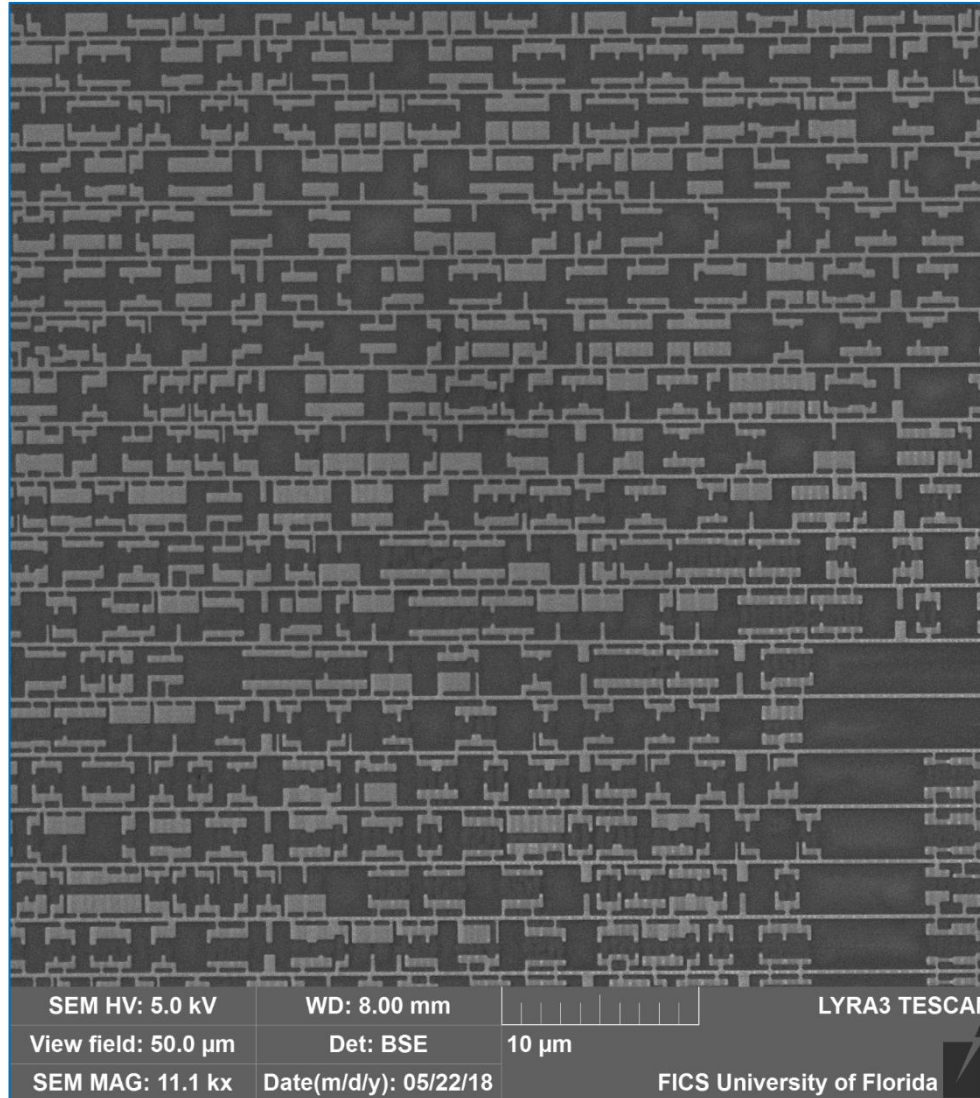 SEM HV: 5.0 kV WD: 8.00 mm LYRA3 TESCAN
View field: 50.0 µm Det: BSE 10 µm
SEM MAG: 11.1 kx Date(m/d/y): 05/22/18 FICS University of Florida